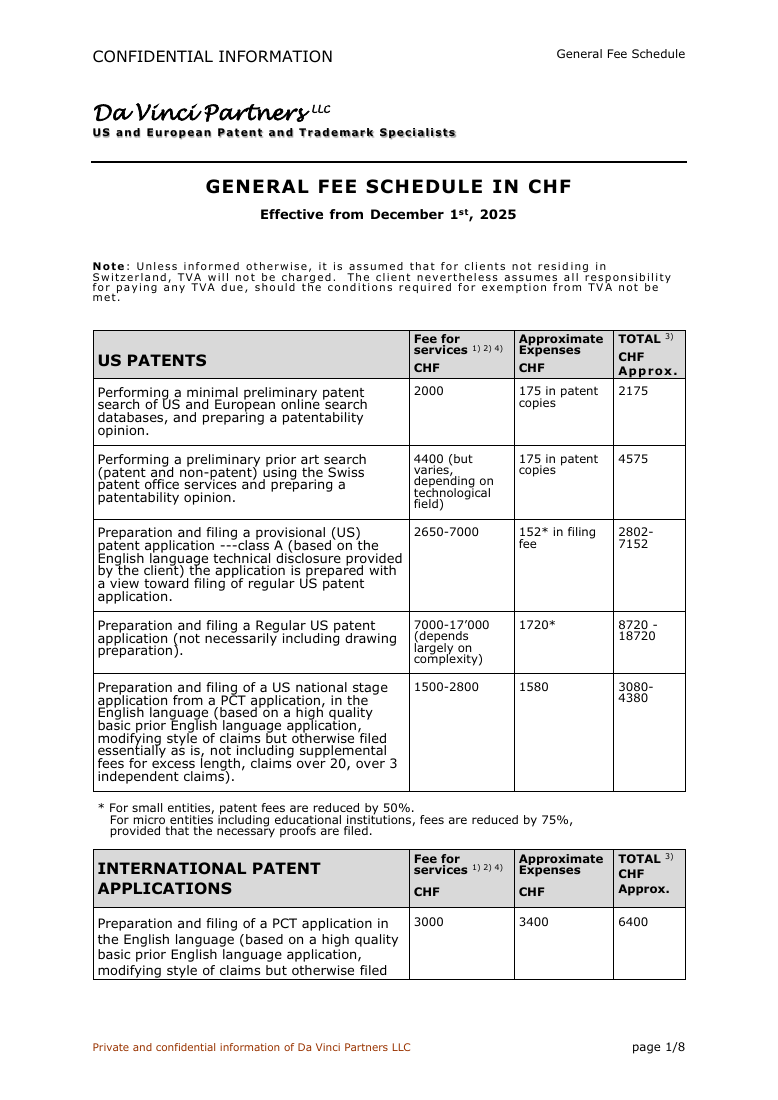 CONFIDENTIAL INFORMATION
General Fee Schedule
Da Vinci Partners LLC
US and European Patent and Trademark Specialists
GENERAL FEE SCHEDULE IN CHF
Effective from December 1st, 2025
Note: Unless informed otherwise, it is assumed that for clients not residing in
Switzerland, TVA will not be charged. The client nevertheless assumes all responsibility
for paying any TVA due, should the conditions required for exemption from TVA not be
met.
US PATENTS
Fee for
services 1) 2) 4)
CHF
Approximate
Expenses
CHF
TOTAL 3)
CHF
Approx.
Performing a minimal preliminary patent
search of US and European online search
databases, and preparing a patentability
opinion.
2000
175 in patent
copies
2175
Performing a preliminary prior art search
(patent and non-patent) using the Swiss
patent office services and preparing a
patentability opinion.
4400 (but
varies,
depending on
technological
field)
175 in patent
copies
4575
Preparation and filing a provisional (US)
patent application ---class A (based on the
English language technical disclosure provided
by the client) the application is prepared with
a view toward filing of regular US patent
application.
2650-7000
152* in filing
fee
2802-
7152
Preparation and filing a Regular US patent
application (not necessarily including drawing
preparation).
7000-17’000
(depends
largely on
complexity)
1720*
8720 -
18720
Preparation and filing of a US national stage
application from a PCT application, in the
English language (based on a high quality
basic prior English language application,
modifying style of claims but otherwise filed
essentially as is, not including supplemental
fees for excess length, claims over 20, over 3
independent claims).
1500-2800
1580
3080-
4380
* For small entities, patent fees are reduced by 50%.
For micro entities including educational institutions, fees are reduced by 75%,
provided that the necessary proofs are filed.
INTERNATIONAL PATENT
APPLICATIONS
Fee for
services 1) 2) 4)
CHF
Approximate
Expenses
CHF
TOTAL 3)
CHF
Approx.
Preparation and filing of a PCT application in
the English language (based on a high quality
basic prior English language application,
modifying style of claims but otherwise filed
3000
3400
6400
Private and confidential information of Da Vinci Partners LLC
page 1/8